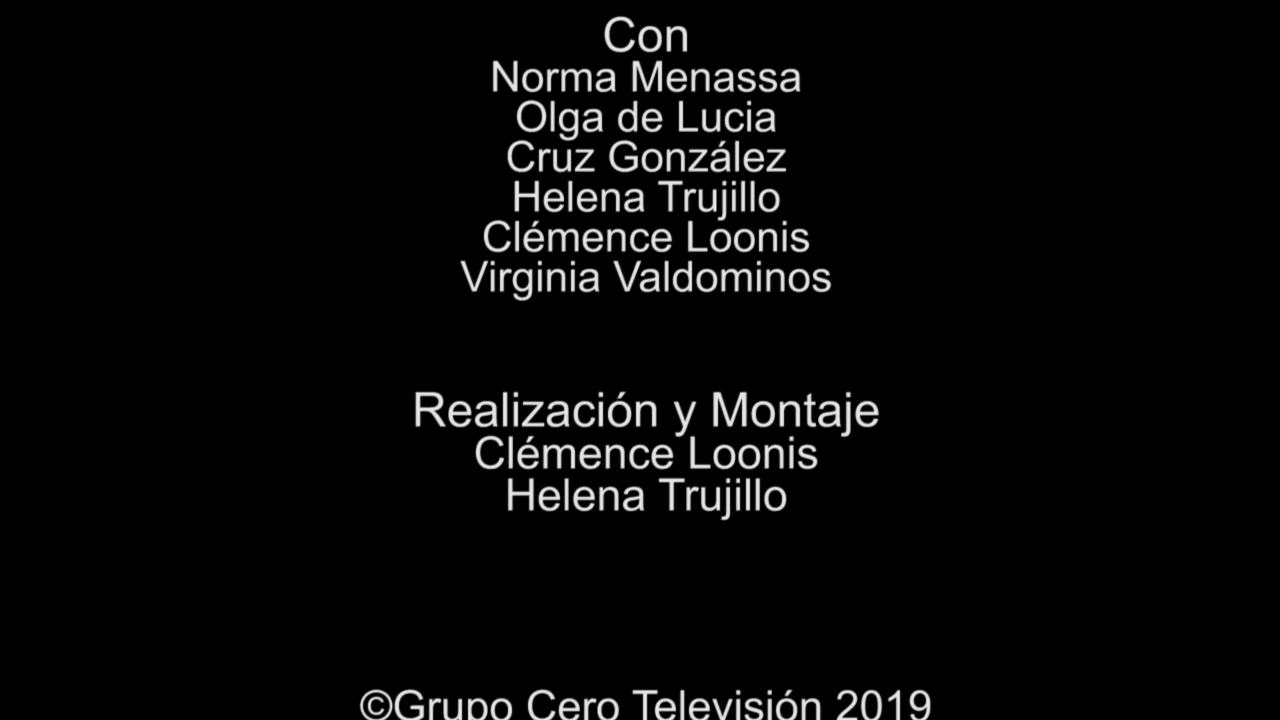 Con
Norma Menassa
Olga de Lucia
Cruz González
Helena Trujillo
Clémence Loonis
Virginia Valdominos
Realización y Montaje
Clémence Loonis
Helena Trujillo
©Grupo Cero Televisión 2019